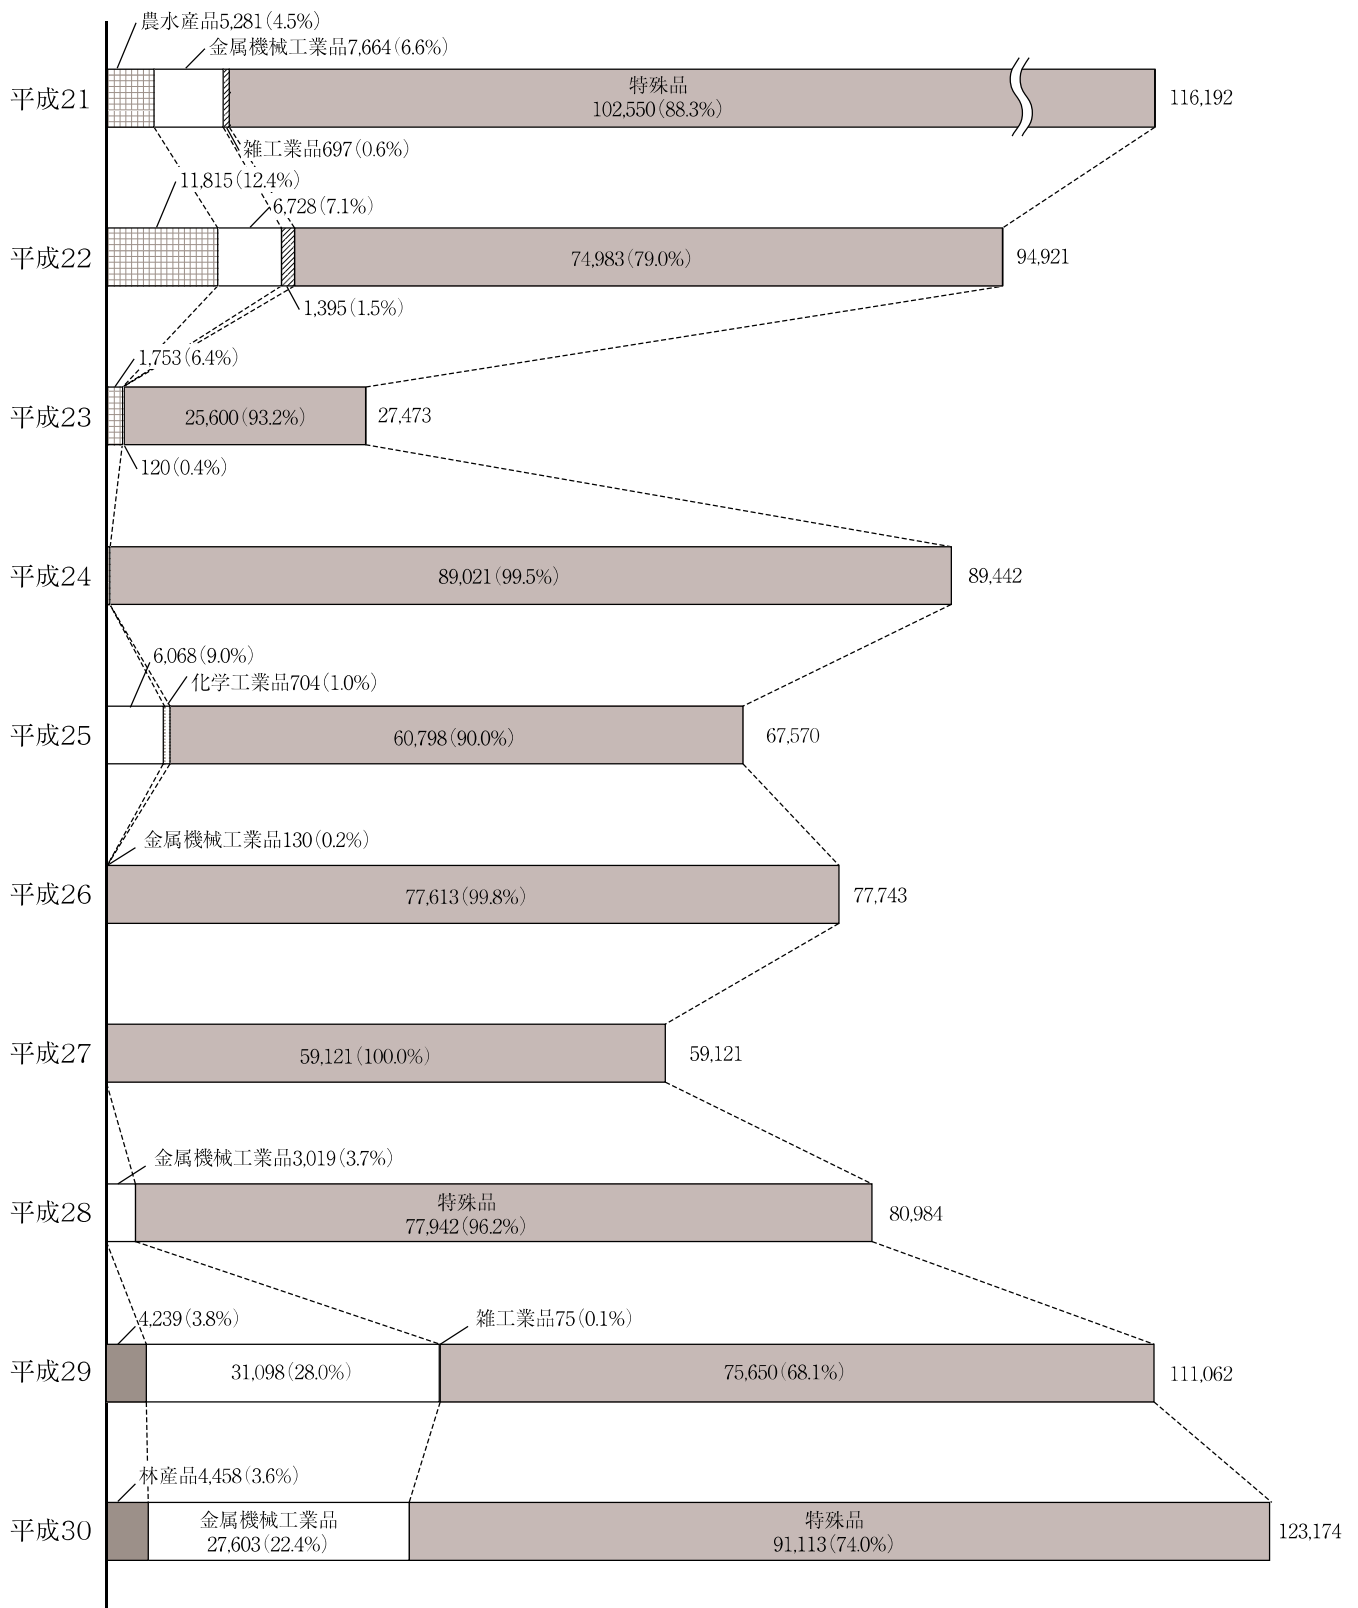 農水産品5,281(4.5%)
金属機械工業品7,664(6.6%)
平成21
特殊品
102,550(88.3%)
116,192
雑工業品697(0.6%)
11,815(12.4%)
6,728(7.1%)
平成22
74,983(79.0%)
94,921
1,395(1.5%)
1,753(6.4%)
平成23
25,600(93.2%)
27,473
120(0.4%)
平成24
89,021(99.5%)
89,442
6,068(9.0%)
化学工業品704(1.0%)
平成25
60,798(90.0%)
67,570
金属機械工業品130(0.2%)
平成26
77,613(99.8%)
77,743
平成27
59,121(100.0%)
59,121
金属機械工業品3,019(3.7%)
平成28
特殊品
77,942(96.2%)
80,984
4,239(3.8%)
雑工業品75(0.1%)
平成29
31,098(28.0%)
75,650(68.1%)
111,062
林産品4,458(3.6%)
平成30
金属機械工業品
27,603(22.4%)
特殊品
91,113(74.0%)
123,174